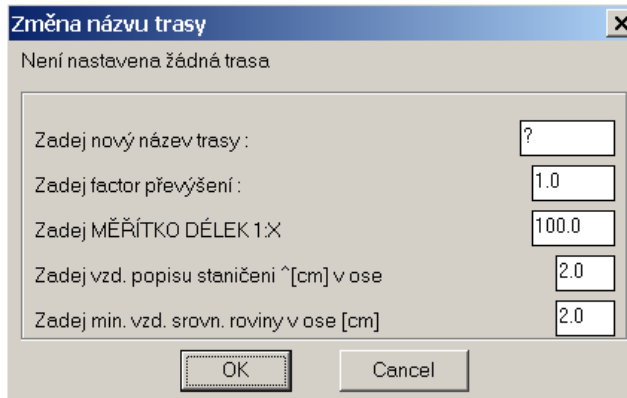 Změna názvu trasy
Není nastavena žádná trasa
Zadej nový název trasy : ?
Zadej factor převýšení : 1.0
Zadej MĚŘÍTKO DÉLEK 1:X 100.0
Zadej vzd. popisu staničeni ^[cm] v ose 2.0
Zadej min. vzd. srovn. roviny v ose [cm] 2.0
OK Cancel